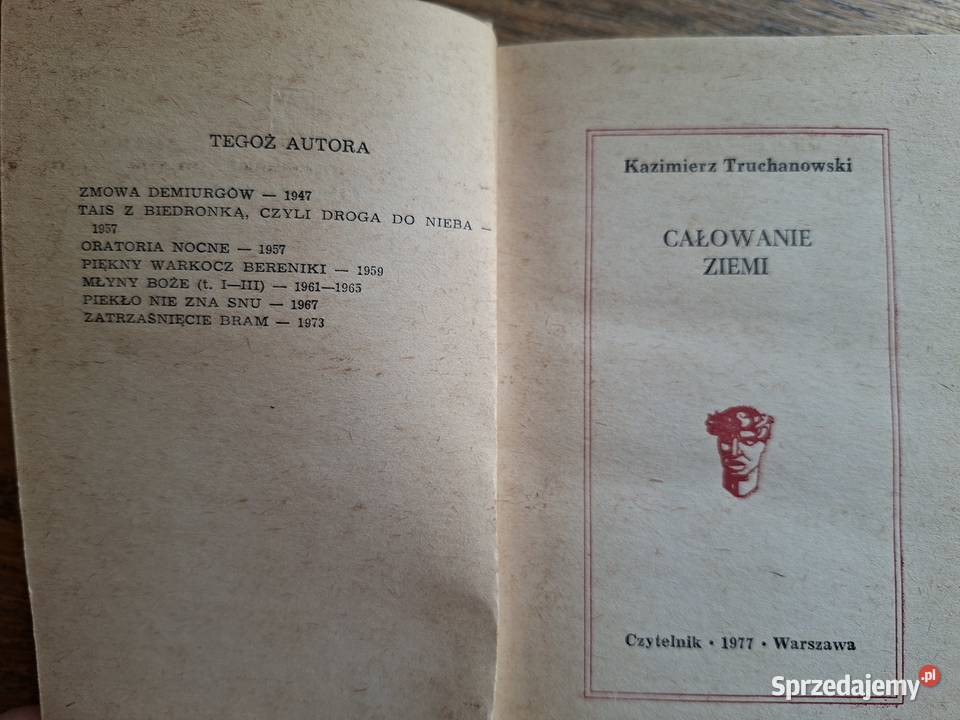 TEGOŻ AUTORA
ZMOWA DEMIURGÓW — 1947
TAIS Z BIEDRONKĄ, CZYLI DROGA DO NIEBA —
1957
ORATORIA NOCNE — 1957
PIĘKNY WARKOCZ BERENIKI — 1959
MŁYNY BOŻE (t. I—III) — 1961—1965
PIEKŁO NIE ZNA SNU — 1967
ZATRZAŚNIĘCIE BRAM — 1973
Kazimierz Truchanowski
CAŁOWANIE
ZIEMI
Czytelnik • 1977 • Warszawa
Sprzedajemy.pl